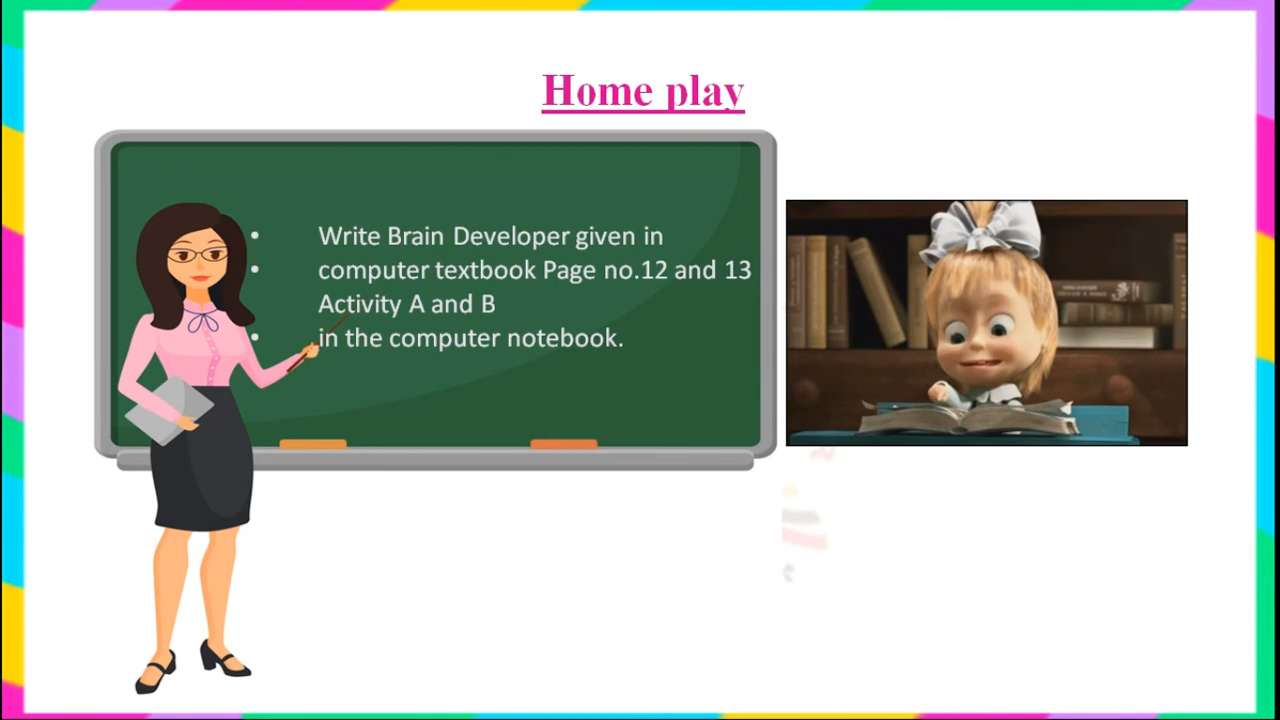 Home play
• Write Brain Developer given in
• computer textbook Page no.12 and 13
Activity A and B
• in the computer notebook.